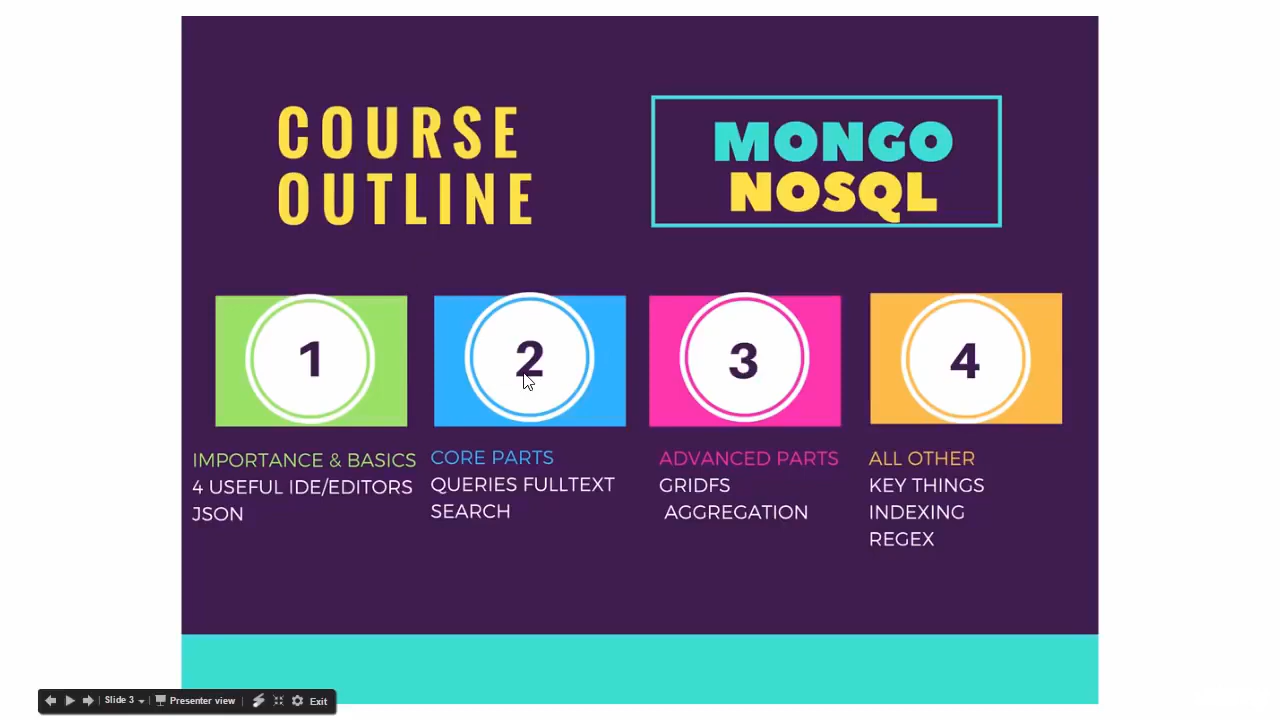 COURSE
OUTLINE
MONGO
NOSQL
1
2
3
4
IMPORTANCE & BASICS
4 USEFUL IDE/EDITORS
JSON
CORE PARTS
QUERIES FULLTEXT
SEARCH
ADVANCED PARTS
GRIDFS
AGGREGATION
ALL OTHER
KEY THINGS
INDEXING
REGEX
Slide 3
Presenter view
Exit